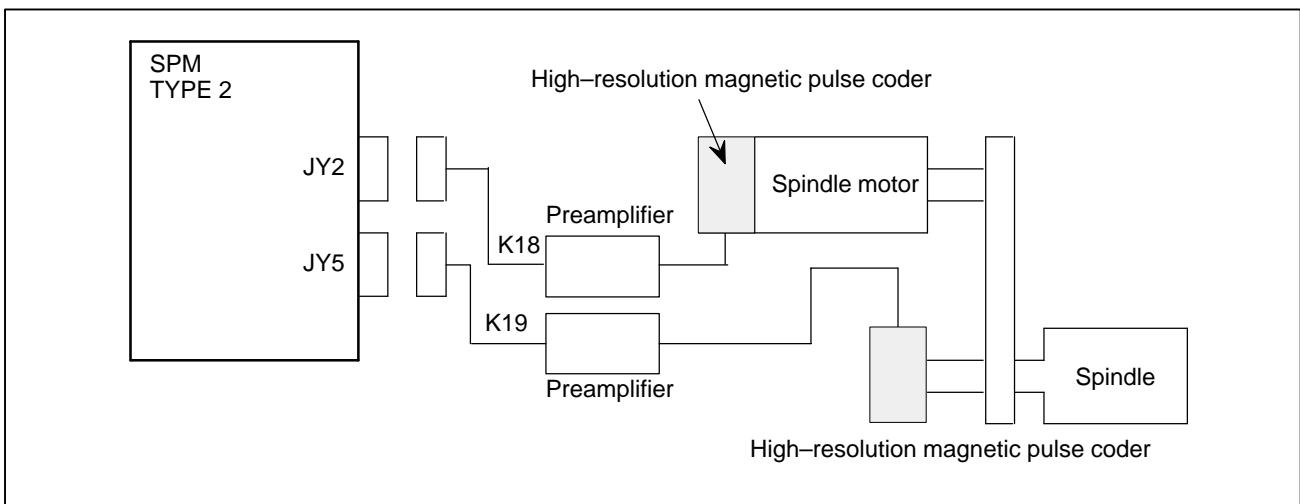 SPM
TYPE 2
High–resolution magnetic pulse coder
JY2
Spindle motor
Preamplifier
K18
JY5
K19
Preamplifier
Spindle
High–resolution magnetic pulse coder